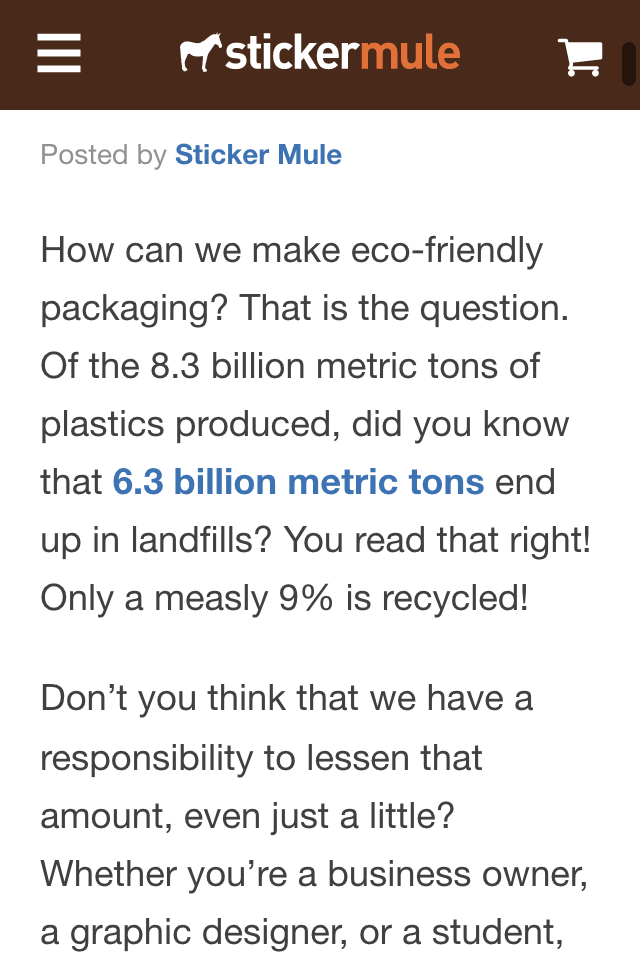 stickermule
Posted by Sticker Mule
How can we make eco-friendly
packaging? That is the question.
Of the 8.3 billion metric tons of
plastics produced, did you know
that 6.3 billion metric tons end
up in landfills? You read that right!
Only a measly 9% is recycled!
Don’t you think that we have a
responsibility to lessen that
amount, even just a little?
Whether you’re a business owner,
a graphic designer, or a student,